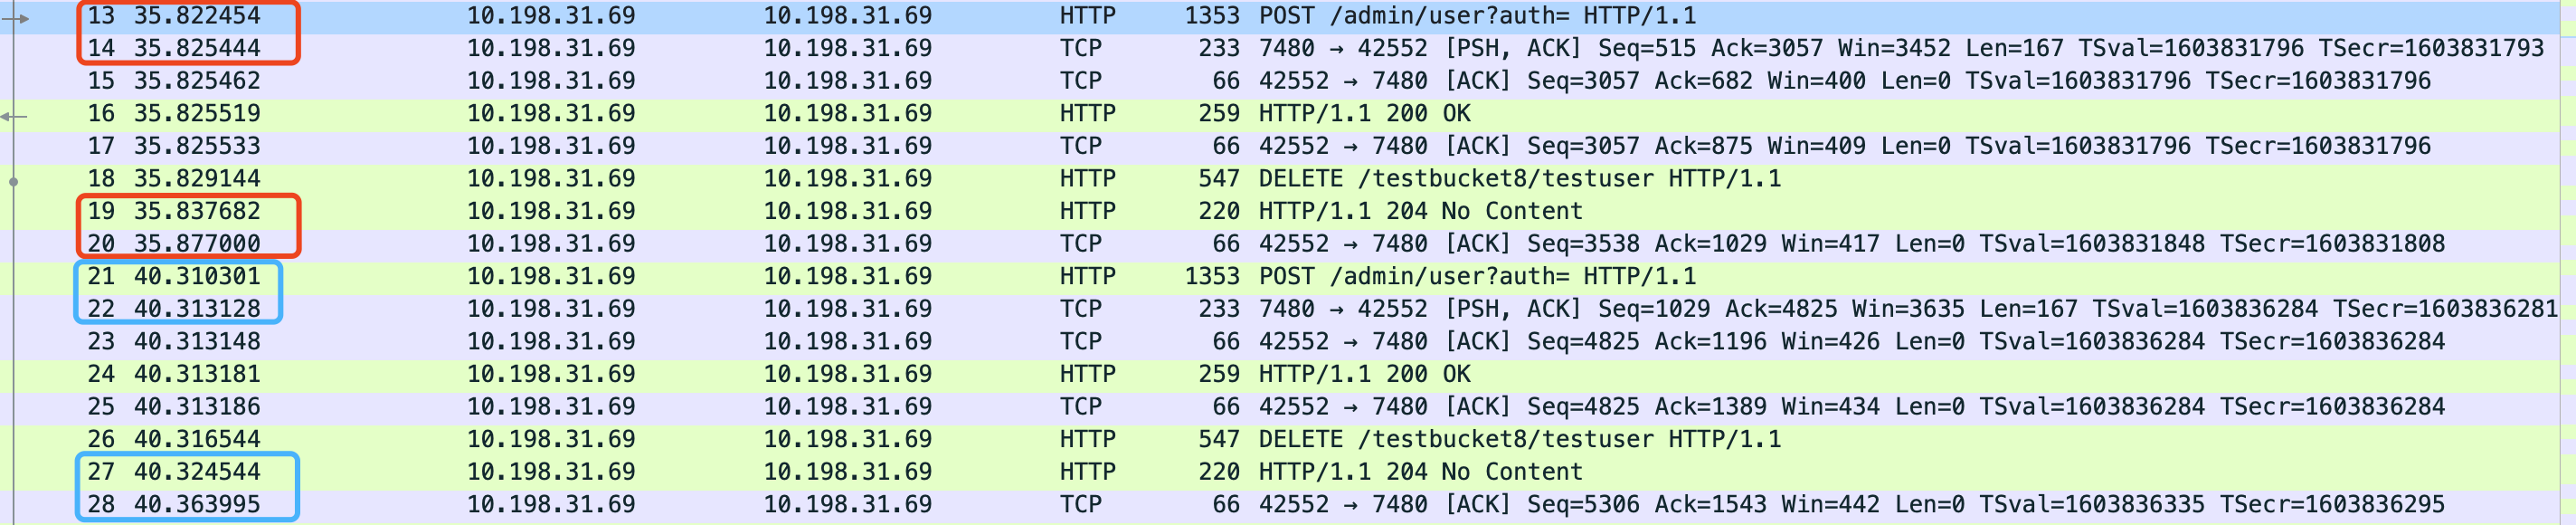 13 35.822454 10.198.31.69 10.198.31.69 HTTP 1353 POST /admin/user?auth= HTTP/1.1
14 35.825444 10.198.31.69 10.198.31.69 TCP 233 7480 → 42552 [PSH, ACK] Seq=515 Ack=3057 Win=3452 Len=167 TSval=1603831796 TSecr=1603831793
15 35.825462 10.198.31.69 10.198.31.69 TCP 66 42552 → 7480 [ACK] Seq=3057 Ack=682 Win=400 Len=0 TSval=1603831796 TSecr=1603831796
16 35.825519 10.198.31.69 10.198.31.69 HTTP 259 HTTP/1.1 200 OK
17 35.825533 10.198.31.69 10.198.31.69 TCP 66 42552 → 7480 [ACK] Seq=3057 Ack=875 Win=409 Len=0 TSval=1603831796 TSecr=1603831796
18 35.829144 10.198.31.69 10.198.31.69 HTTP 547 DELETE /testbucket8/testuser HTTP/1.1
19 35.837682 10.198.31.69 10.198.31.69 HTTP 220 HTTP/1.1 204 No Content
20 35.877000 10.198.31.69 10.198.31.69 TCP 66 42552 → 7480 [ACK] Seq=3538 Ack=1029 Win=417 Len=0 TSval=1603831848 TSecr=1603831808
21 40.310301 10.198.31.69 10.198.31.69 HTTP 1353 POST /admin/user?auth= HTTP/1.1
22 40.313128 10.198.31.69 10.198.31.69 TCP 233 7480 → 42552 [PSH, ACK] Seq=1029 Ack=4825 Win=3635 Len=167 TSval=1603836284 TSecr=1603836281
23 40.313148 10.198.31.69 10.198.31.69 TCP 66 42552 → 7480 [ACK] Seq=4825 Ack=1196 Win=426 Len=0 TSval=1603836284 TSecr=1603836284
24 40.313181 10.198.31.69 10.198.31.69 HTTP 259 HTTP/1.1 200 OK
25 40.313186 10.198.31.69 10.198.31.69 TCP 66 42552 → 7480 [ACK] Seq=4825 Ack=1389 Win=434 Len=0 TSval=1603836284 TSecr=1603836284
26 40.316544 10.198.31.69 10.198.31.69 HTTP 547 DELETE /testbucket8/testuser HTTP/1.1
27 40.324544 10.198.31.69 10.198.31.69 HTTP 220 HTTP/1.1 204 No Content
28 40.363995 10.198.31.69 10.198.31.69 TCP 66 42552 → 7480 [ACK] Seq=5306 Ack=1543 Win=442 Len=0 TSval=1603836335 TSecr=1603836295